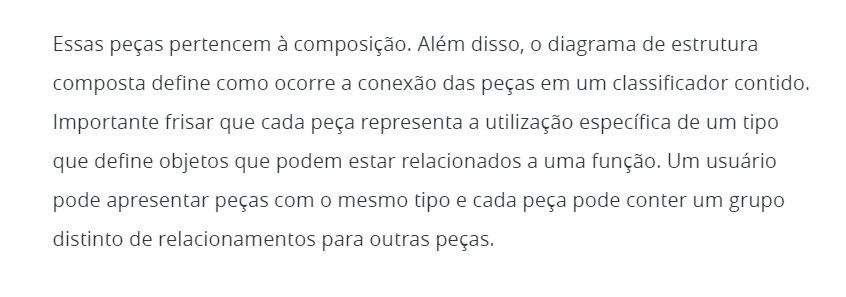 Essas peças pertencem à composição. Além disso, o diagrama de estrutura
composta define como ocorre a conexão das peças em um classificador contido.
Importante frisar que cada peça representa a utilização específica de um tipo
que define objetos que podem estar relacionados a uma função. Um usuário
pode apresentar peças com o mesmo tipo e cada peça pode conter um grupo
distinto de relacionamentos para outras peças.